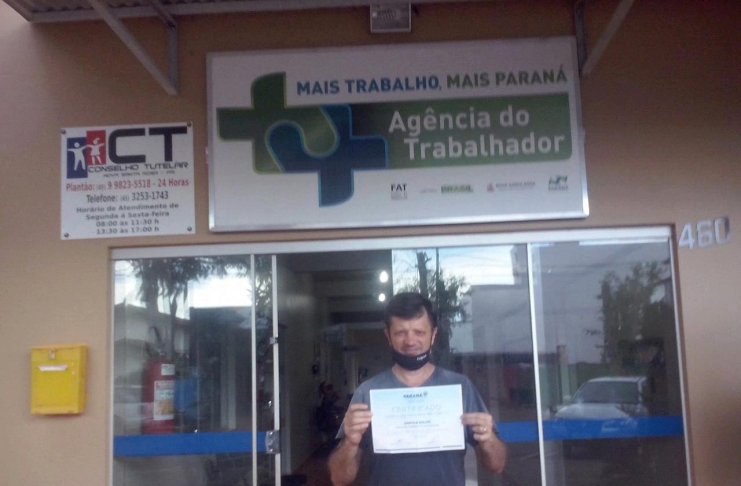 MAIS TRABALHO, MAIS PARANÁ
Agência do
Trabalhador
FAT
BRASIL
CT
CONSELHO TUTELAR
Plantão: (45) 9 9823-5518 - 24 Horas
Telefone: (45) 3253-1743
Horário de Atendimento de
Segunda à Sexta-feira
08:00 às 11:30 h
13:30 às 17:00 h
460
PARANÁ
CERTIFICADO